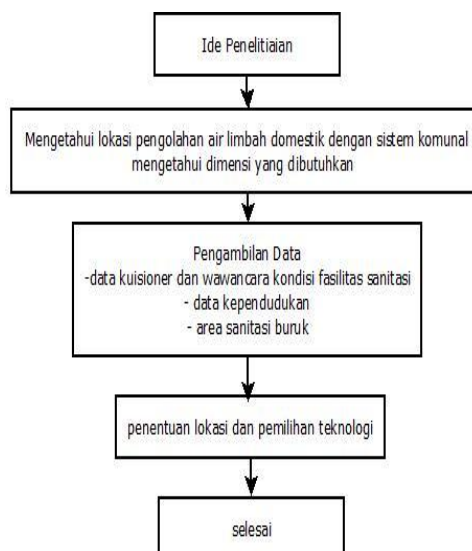 Ide Penelitiaian
Mengetahui lokasi pengolahan air limbah domestik dengan sistem komunal
mengetahui dimensi yang dibutuhkan
Pengambilan Data
-data kuisioner dan wawancara kondisi fasilitas sanitasi
- data kependudukan
- area sanitasi buruk
penentuan lokasi dan pemilihan teknologi
selesai